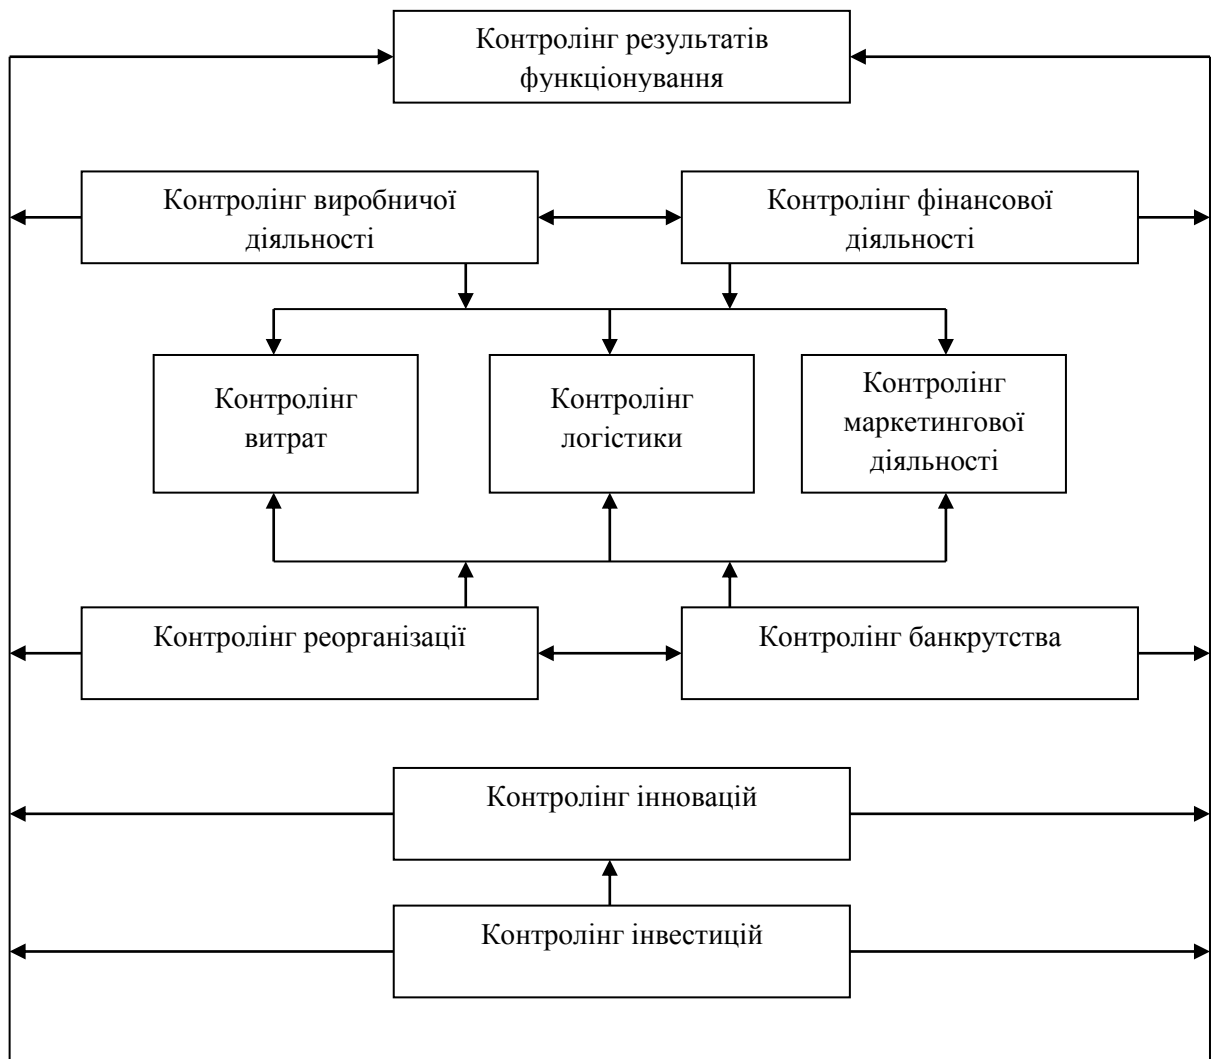 Контролінг результатів
функціонування
Контролінг виробничої
діяльності
Контролінг фінансової
діяльності
Контролінг
витрат
Контролінг
логістики
Контролінг
маркетингової
діяльності
Контролінг реорганізації
Контролінг банкрутства
Контролінг інновацій
Контролінг інвестицій